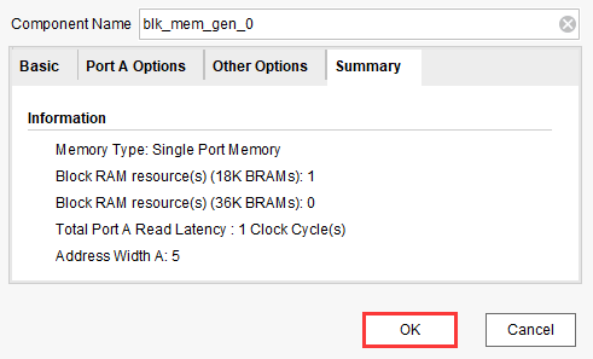 Component Name blk_mem_gen_0
Basic Port A Options Other Options Summary
Information
Memory Type: Single Port Memory
Block RAM resource(s) (18K BRAMs): 1
Block RAM resource(s) (36K BRAMs): 0
Total Port A Read Latency : 1 Clock Cycle(s)
Address Width A: 5
OK Cancel